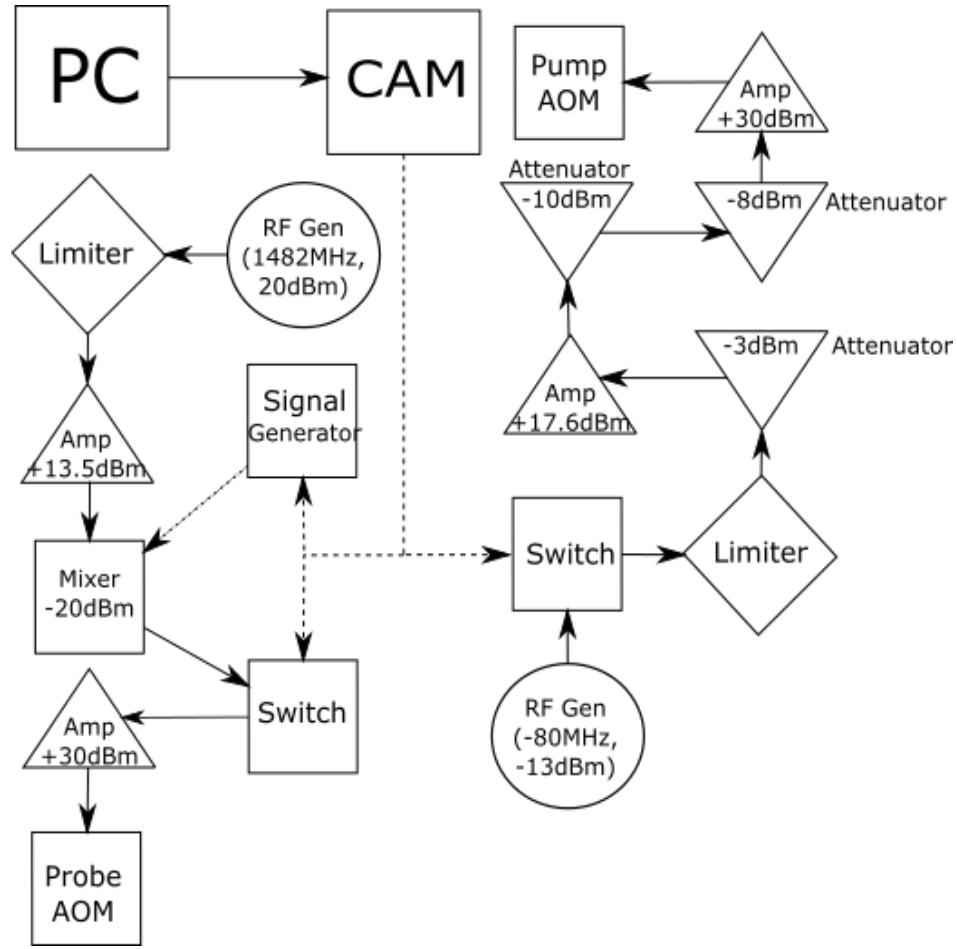 PC
CAM
Pump
AOM
Amp
+30dBm
Attenuator
-10dBm
-8dBm
Attenuator
Limiter
RF Gen
(1482MHz,
20dBm)
-3dBm
Attenuator
Amp
+17.6dBm
Signal
Generator
Amp
+13.5dBm
Mixer
-20dBm
Switch
Limiter
Switch
Amp
+30dBm
RF Gen
(-80MHz,
-13dBm)
Probe
AOM